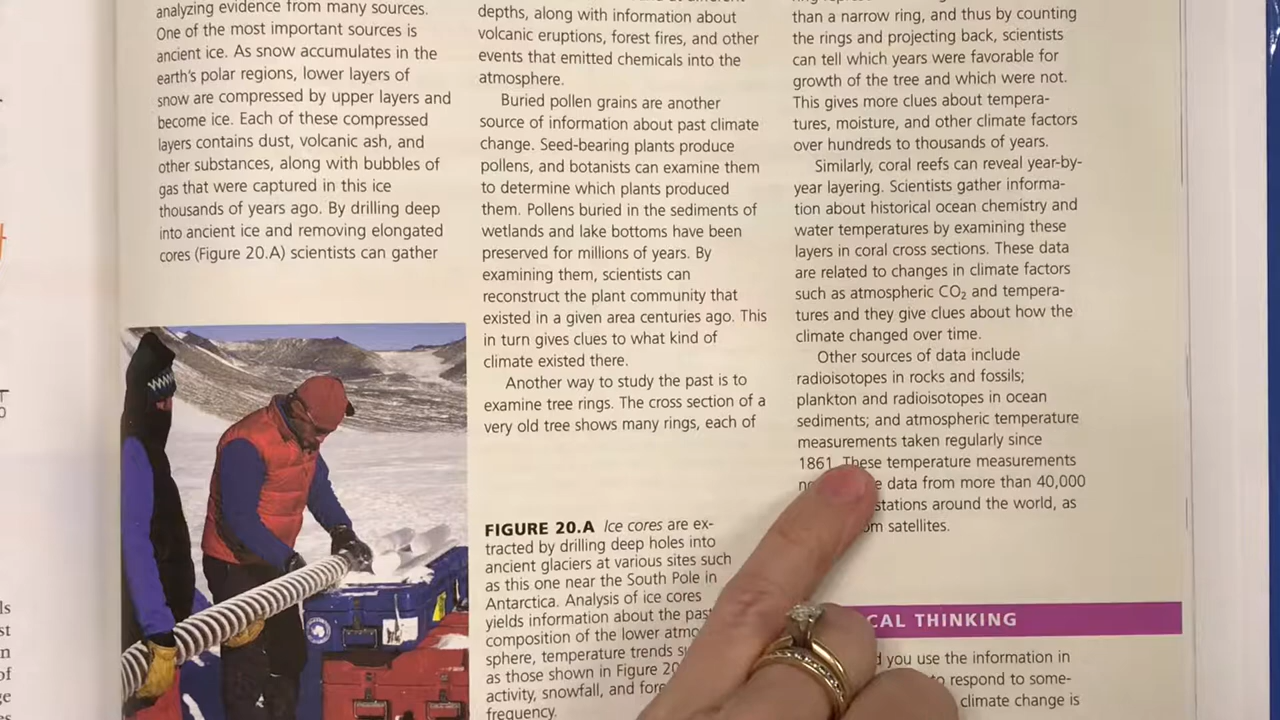 analyzing evidence from many sources.
One of the most important sources is
ancient ice. As snow accumulates in the
earth's polar regions, lower layers of
snow are compressed by upper layers and
become ice. Each of these compressed
layers contains dust, volcanic ash, and
other substances, along with bubbles of
gas that were captured in this ice
thousands of years ago. By drilling deep
into ancient ice and removing elongated
cores (Figure 20.A) scientists can gather
depths, along with information about
volcanic eruptions, forest fires, and other
events that emitted chemicals into the
atmosphere.
Buried pollen grains are another
source of information about past climate
change. Seed-bearing plants produce
pollens, and botanists can examine them
to determine which plants produced
them. Pollens buried in the sediments of
wetlands and lake bottoms have been
preserved for millions of years. By
examining them, scientists can
reconstruct the plant community that
existed in a given area centuries ago. This
in turn gives clues to what kind of
climate existed there.
Another way to study the past is to
examine tree rings. The cross section of a
very old tree shows many rings, each of
FIGURE 20.A Ice cores are ex-
tracted by drilling deep holes into
ancient glaciers at various sites such
as this one near the South Pole in
Antarctica. Analysis of ice cores
yields information about the past
composition of the lower atmo
sphere, temperature trends su
as those shown in Figure 20
activity, snowfall, and fore
frequency.
than a narrow ring, and thus by counting
the rings and projecting back, scientists
can tell which years were favorable for
growth of the tree and which were not.
This gives more clues about tempera-
tures, moisture, and other climate factors
over hundreds to thousands of years.
Similarly, coral reefs can reveal year-by-
year layering. Scientists gather informa-
tion about historical ocean chemistry and
water temperatures by examining these
layers in coral cross sections. These data
are related to changes in climate factors
such as atmospheric CO₂ and tempera-
tures and they give clues about how the
climate changed over time.
Other sources of data include
radioisotopes in rocks and fossils;
plankton and radioisotopes in ocean
sediments; and atmospheric temperature
measurements taken regularly since
1861. These temperature measurements
data from more than 40,000
stations around the world, as
om satellites.
CAL THINKING
you use the information in
to respond to some-
climate change is